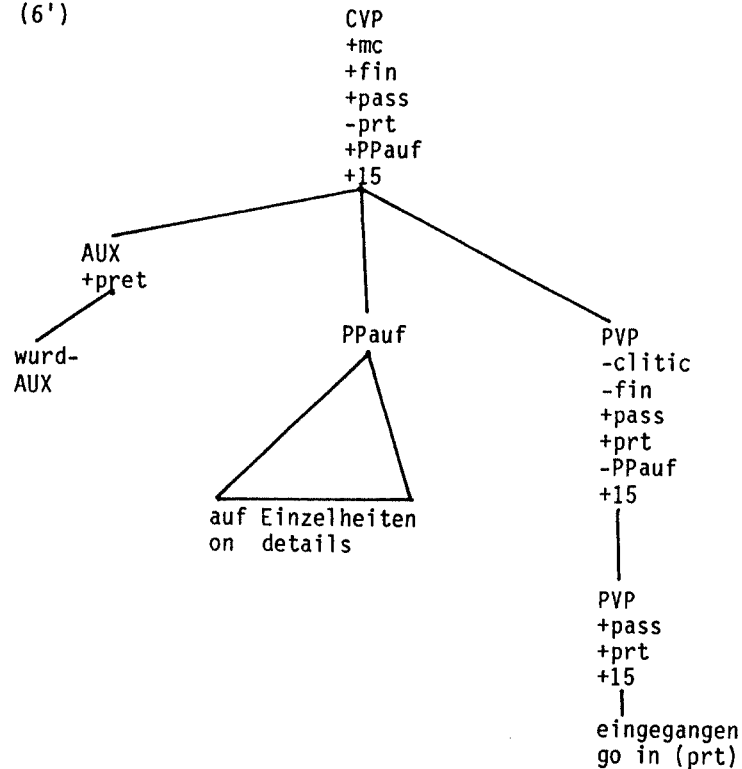 (6')
CVP
+mc
+fin
+pass
-prt
+PPauf
+15
AUX
+pret
wurd-
AUX
PPauf
auf Einzelheiten
on details
PVP
-clitic
-fin
+pass
+prt
-PPauf
+15
PVP
+pass
+prt
+15
eingegangen
go in (prt)